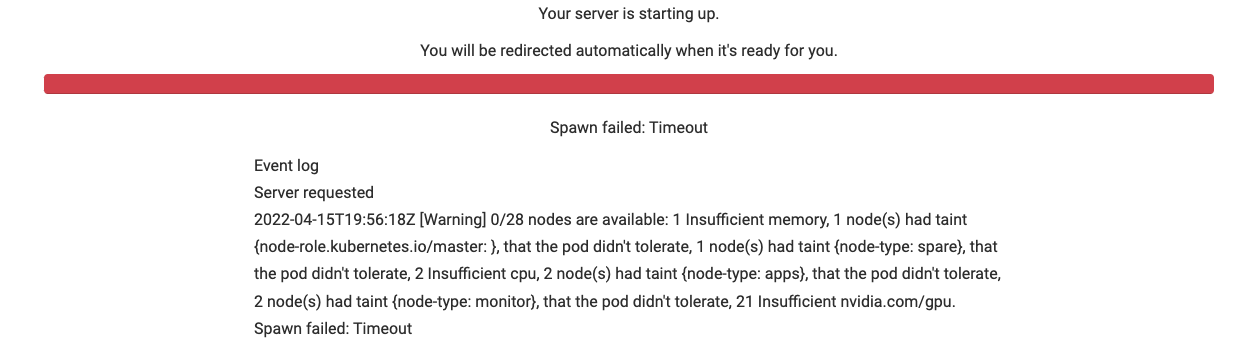 Your server is starting up.
You will be redirected automatically when it's ready for you.
Spawn failed: Timeout
Event log
Server requested
2022-04-15T19:56:18Z [Warning] 0/28 nodes are available: 1 Insufficient memory, 1 node(s) had taint
{node-role.kubernetes.io/master: }, that the pod didn't tolerate, 1 node(s) had taint {node-type: spare}, that
the pod didn't tolerate, 2 Insufficient cpu, 2 node(s) had taint {node-type: apps}, that the pod didn't tolerate,
2 node(s) had taint {node-type: monitor}, that the pod didn't tolerate, 21 Insufficient nvidia.com/gpu.
Spawn failed: Timeout